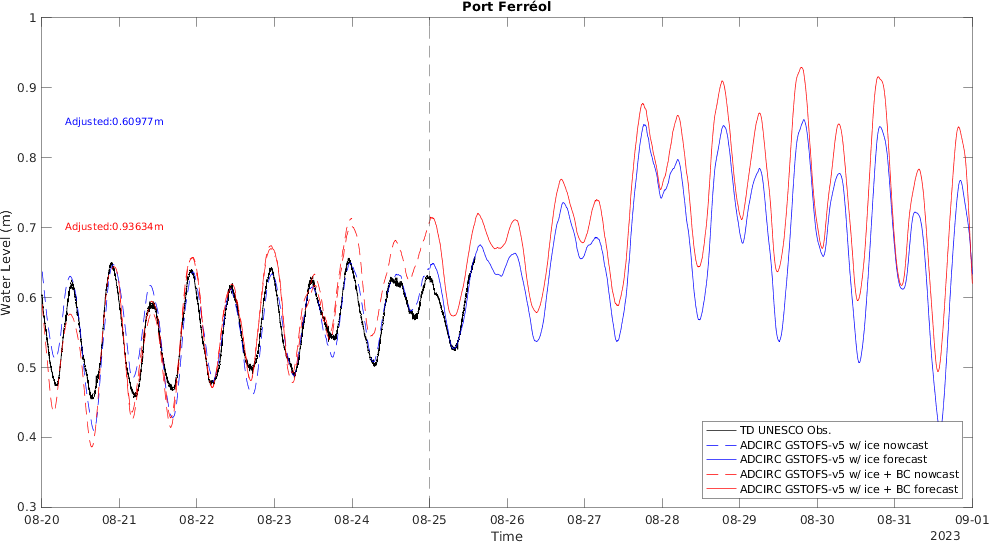 Port Ferréol
Water Level (m)
1
0.9
0.8
0.7
0.6
0.5
0.4
0.3
Adjusted:0.60977m
Adjusted:0.93634m
TD UNESCO Obs.
ADCIRC GSTOFS-v5 w/ ice nowcast
ADCIRC GSTOFS-v5 w/ ice forecast
ADCIRC GSTOFS-v5 w/ ice + BC nowcast
ADCIRC GSTOFS-v5 w/ ice + BC forecast
08-20 08-21 08-22 08-23 08-24 08-25 08-26 08-27 08-28 08-29 08-30 08-31 09-01
Time
2023